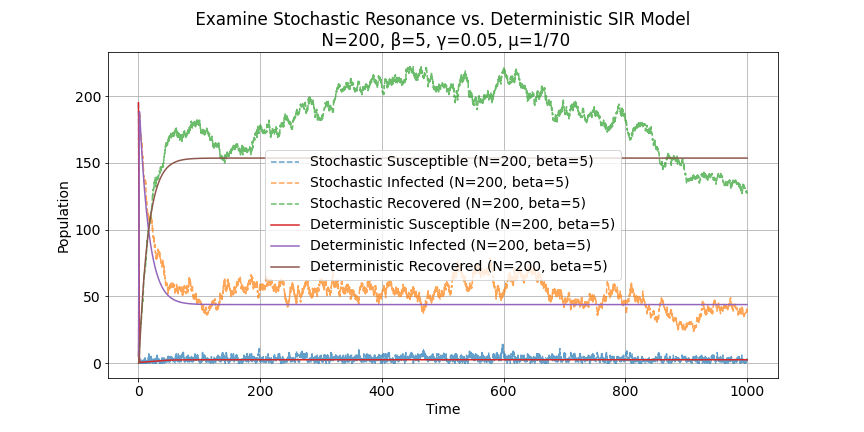 Examine Stochastic Resonance vs. Deterministic SIR Model
N=200, β=5, γ=0.05, μ=1/70
Population
200
150
100
50
0
Stochastic Susceptible (N=200, beta=5)
Stochastic Infected (N=200, beta=5)
Stochastic Recovered (N=200, beta=5)
Deterministic Susceptible (N=200, beta=5)
Deterministic Infected (N=200, beta=5)
Deterministic Recovered (N=200, beta=5)
0 200 400 600 800 1000
Time